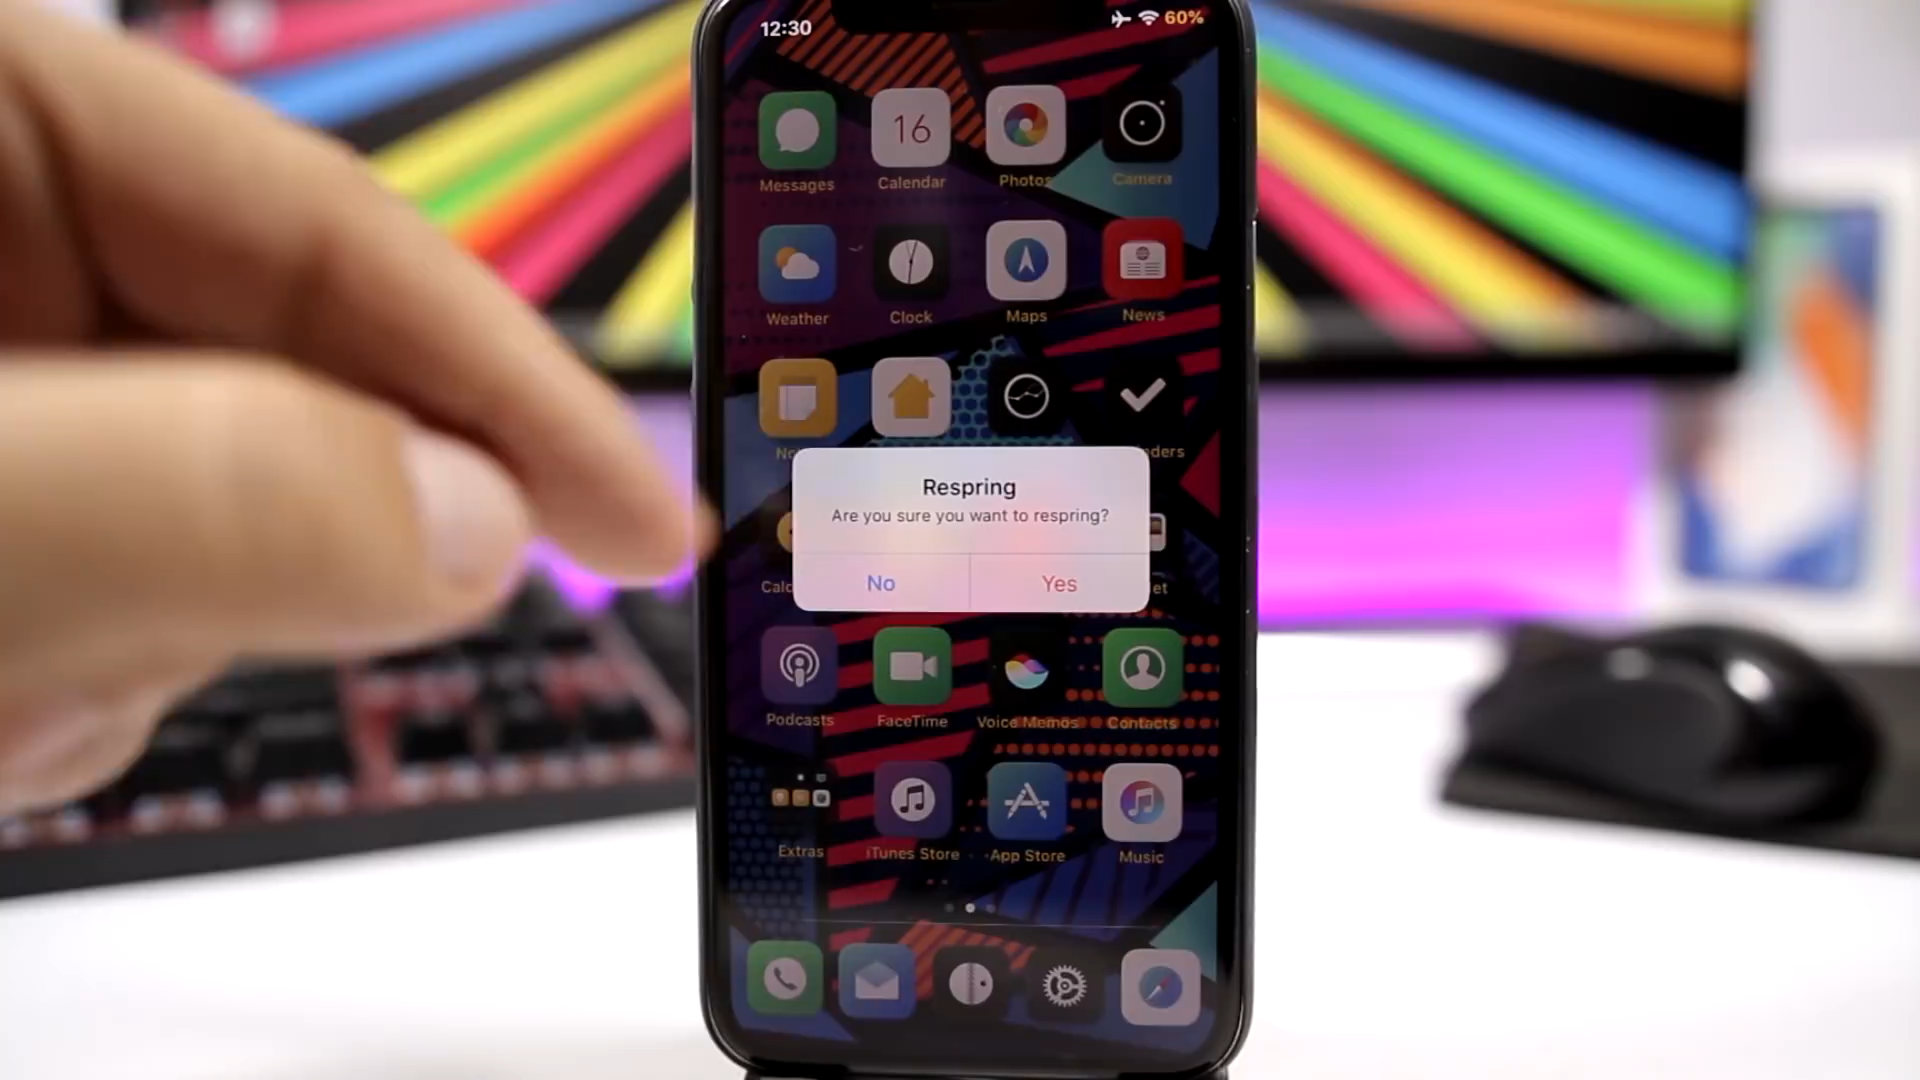 12:30
60%
Messages
16
Calendar
Photos
Camera
Weather
Clock
Maps
News
Respring
Are you sure you want to respring?
No
Yes
Podcasts
FaceTime
Voice Memos
Contacts
Extras
iTunes Store
App Store
Music